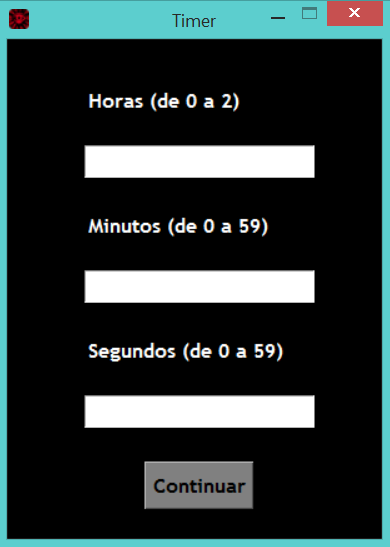 Timer
Horas (de 0 a 2)
Minutos (de 0 a 59)
Segundos (de 0 a 59)
Continuar